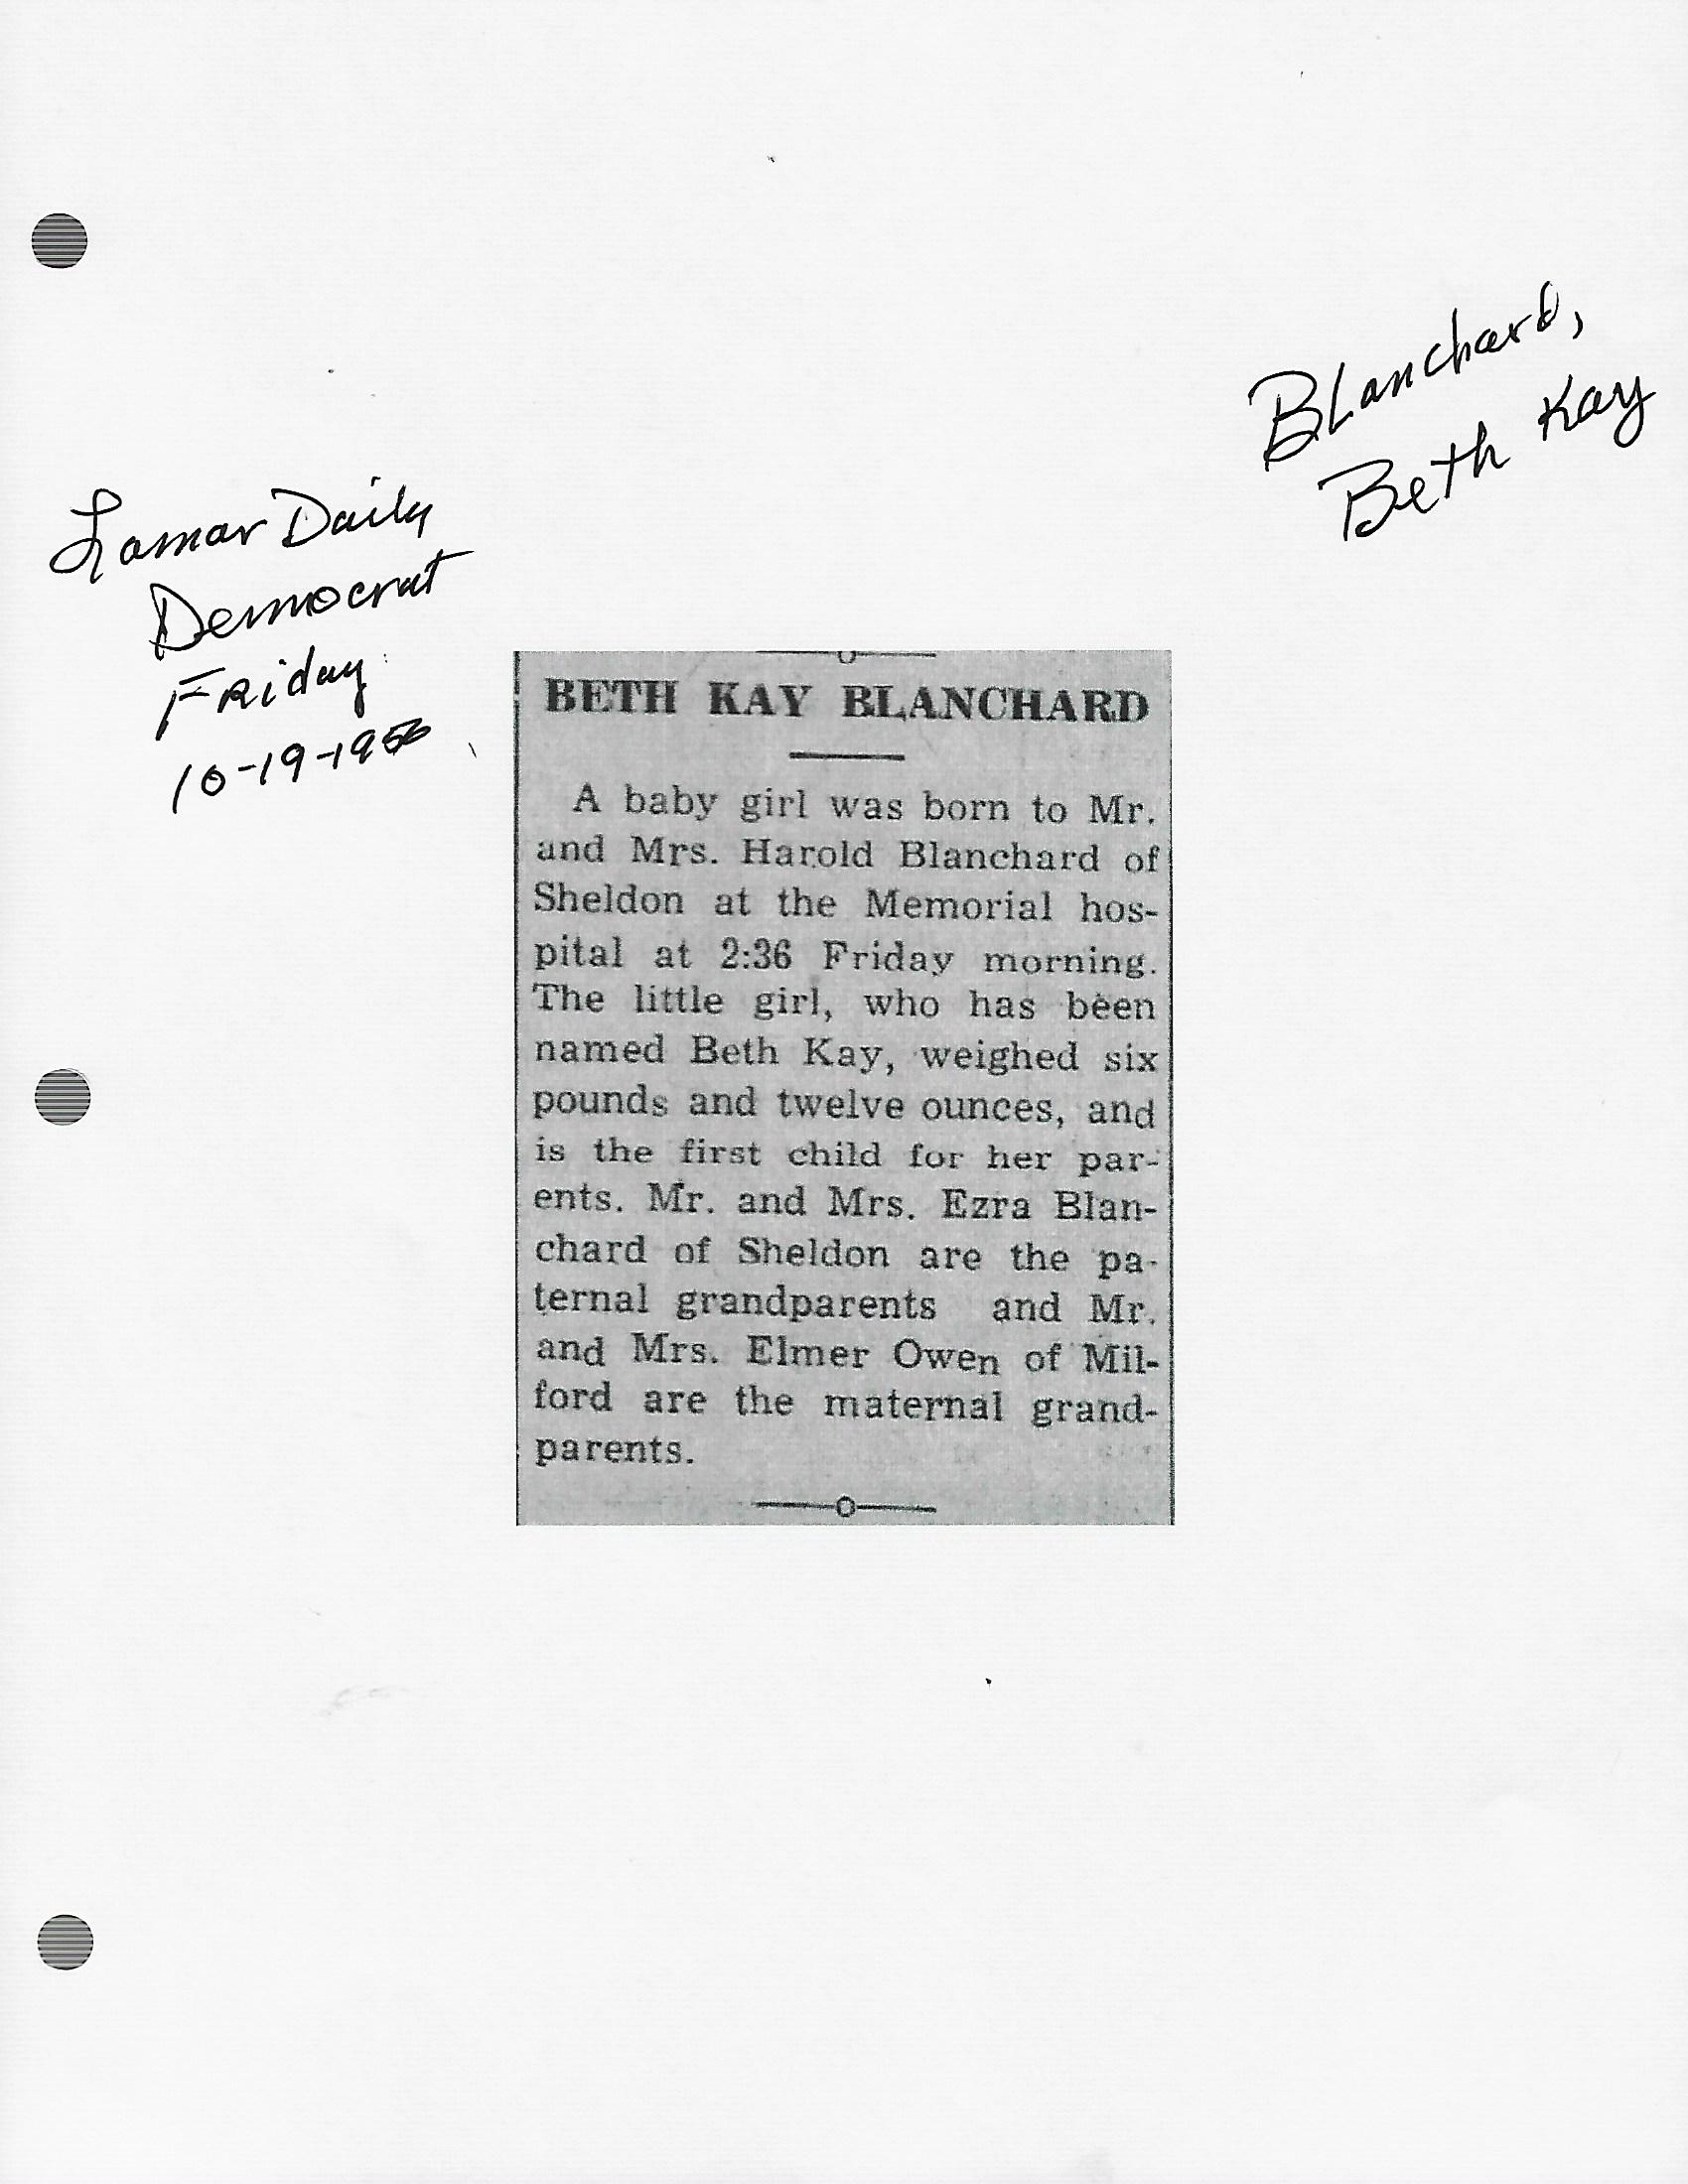 Blanchard,
Beth Kay
Lamar Daily
Democrat
Friday
10-19-1956
BETH KAY BLANCHARD
A baby girl was born to Mr.
and Mrs. Harold Blanchard of
Sheldon at the Memorial hos-
pital at 2:36 Friday morning.
The little girl, who has been
named Beth Kay, weighed six
pounds and twelve ounces, and
is the first child for her par-
ents. Mr. and Mrs. Ezra Blan-
chard of Sheldon are the pa-
ternal grandparents and Mr.
and Mrs. Elmer Owen of Mil-
ford are the maternal grand-
parents.